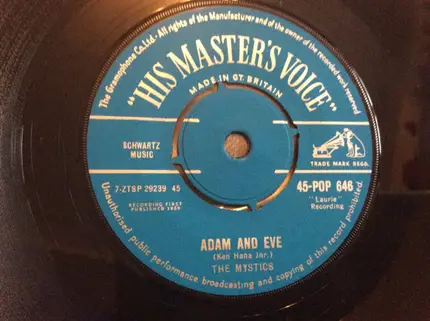 The Gramophone Co. Ltd. · All rights of the Manufacturer and of the owner of the recorded work reserved.
"HIS MASTER'S VOICE"
MADE IN GT. BRITAIN
SCHWARTZ
MUSIC
TRADE MARK REGD.
7-ZTSP 29239 45
45-POP 646
RECORDING FIRST
PUBLISHED 1959
"Laurie"
Recording
ADAM AND EVE
(Ken Hana Jnr.)
THE MYSTICS
Unauthorised public performance broadcasting and copying of this record prohibited.